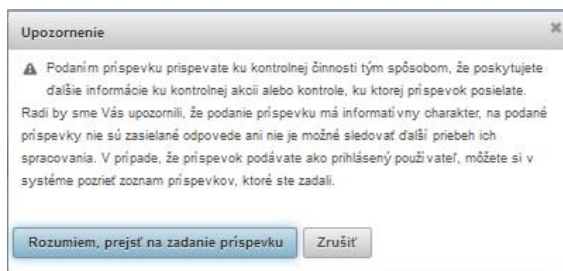 Upozornenie
Podaním príspevku prispevate ku kontrolnej činnosti tým spôsobom, že poskytujete
ďalšie informácie ku kontrolnej akcii alebo kontrole, ku ktorej príspevok posielate.
Radi by sme Vás upozornili, že podanie príspevku má informatívny charakter, na podané
príspevky nie sú zasielané odpovede ani nie je možné sledovať ďalší priebeh ich
spracovania. V prípade, že príspevok podávate ako prihlásený používateľ, môžete si v
systéme pozrieť zoznam príspevkov, ktoré ste zadali.
Rozumiem, prejsť na zadanie príspevku Zrušiť